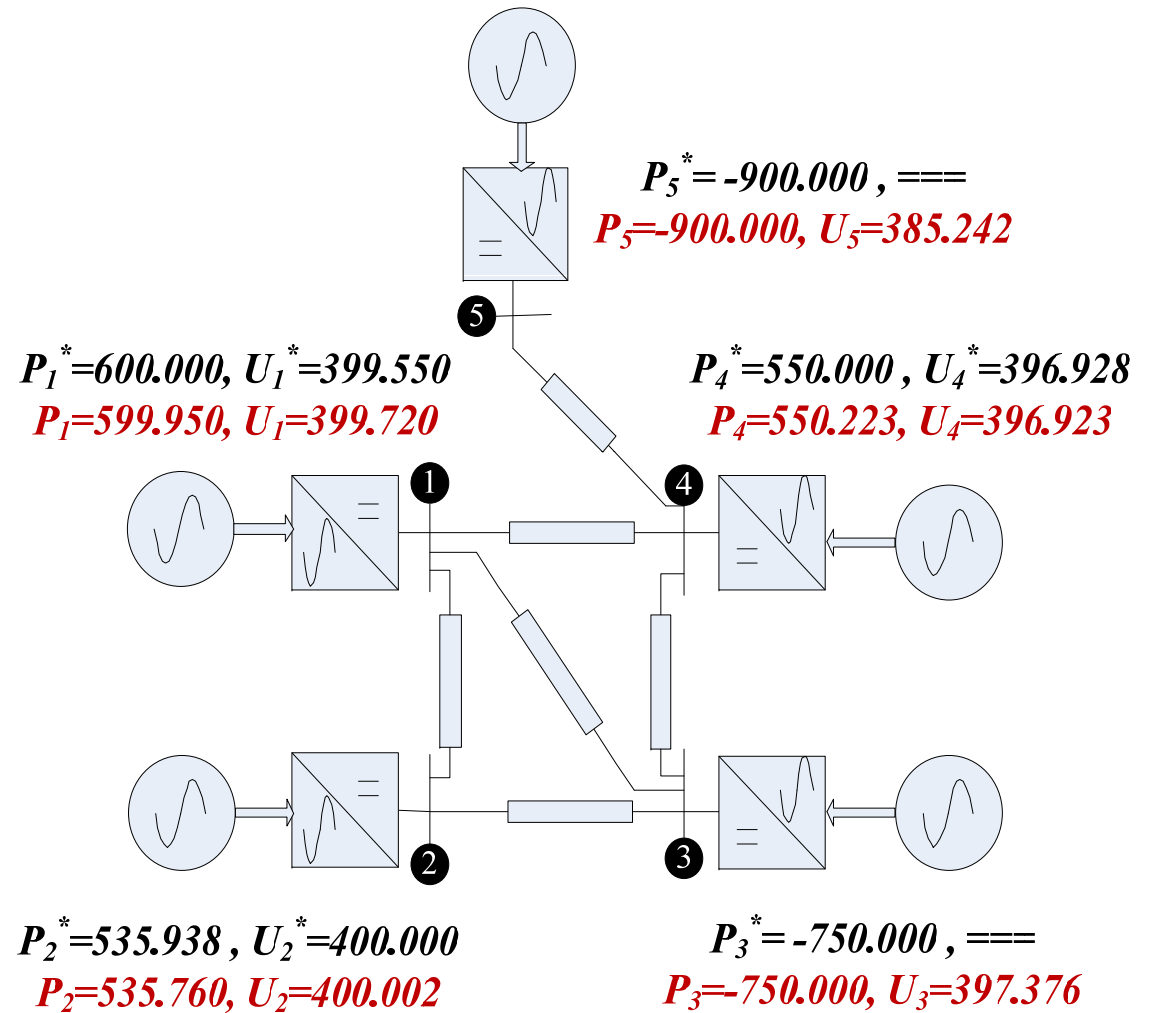 P5*= -900.000 , ===
P5=-900.000, U5=385.242
5
P1*=600.000, U1*=399.550
P1=599.950, U1=399.720
P4*=550.000 , U4*=396.928
P4=550.223, U4=396.923
1
4
2
3
P2*=535.938 , U2*=400.000
P2=535.760, U2=400.002
P3*= -750.000 , ===
P3=-750.000, U3=397.376